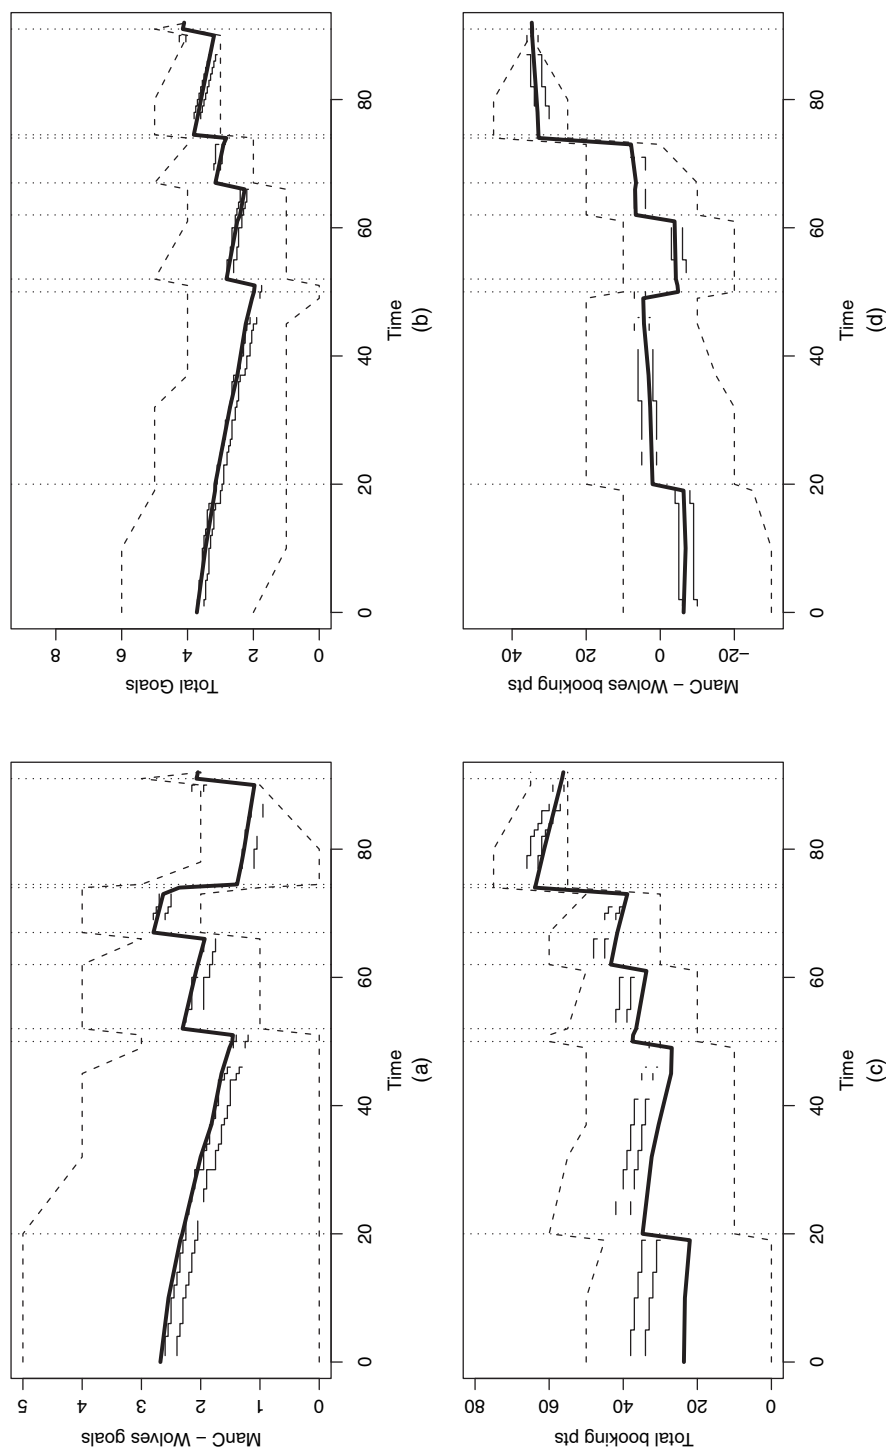 ManC – Wolves goals
0 1 2 3 4 5
0 20 40 60 80
Time
(a)
Total Goals
0 2 4 6 8
0 20 40 60 80
Time
(b)
Total booking pts
0 20 40 60 80
0 20 40 60 80
Time
(c)
ManC – Wolves booking pts
–20 0 20 40
0 20 40 60 80
Time
(d)